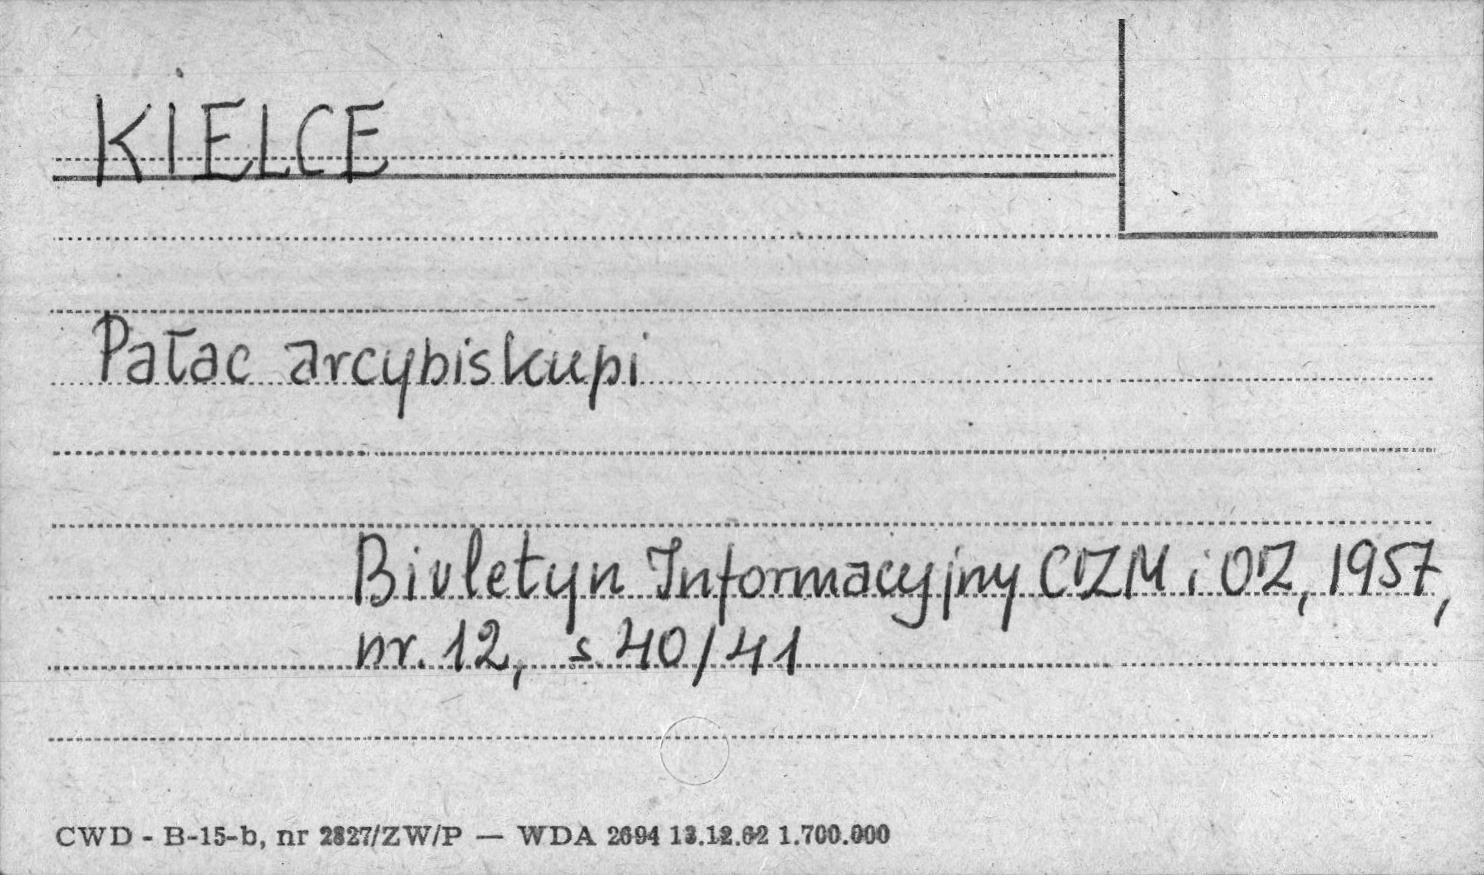 KIELCE
Pałac arcybiskupi
Biuletyn Informacyjny CZM i OZ, 1957,
nr. 12, s. 40/41
CWD - B-15-b, nr 2827/ZW/P — WDA 2694 13.12.62 1.700.000